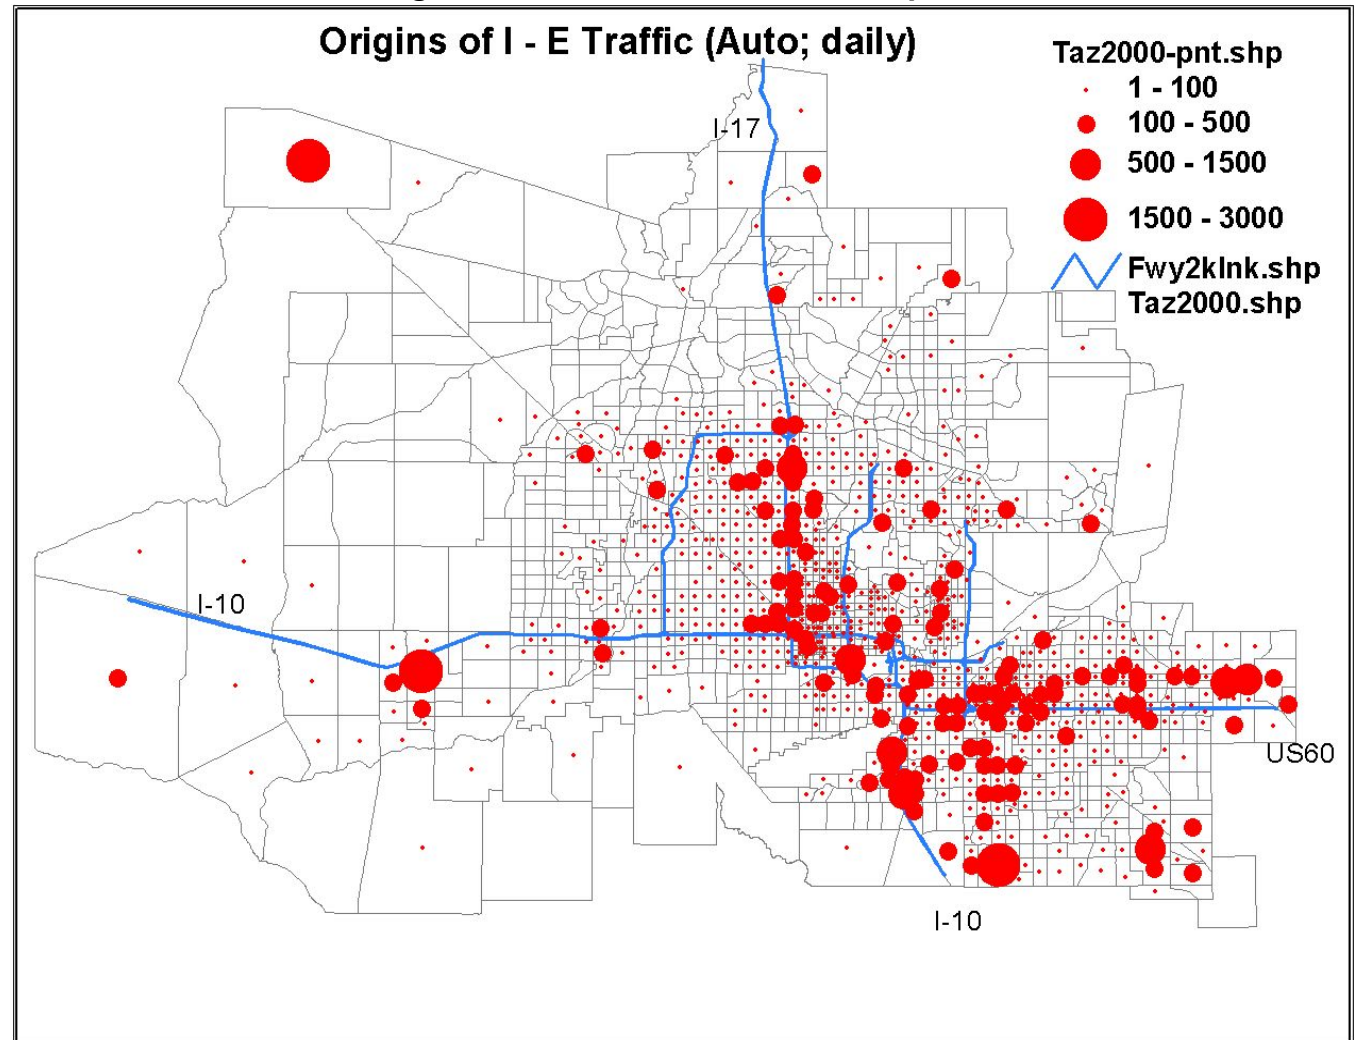 Origins of I - E Traffic (Auto; daily)
Taz2000-pnt.shp
1 - 100
100 - 500
500 - 1500
1500 - 3000
Fwy2klnk.shp
Taz2000.shp
I-17
I-10
US60
I-10